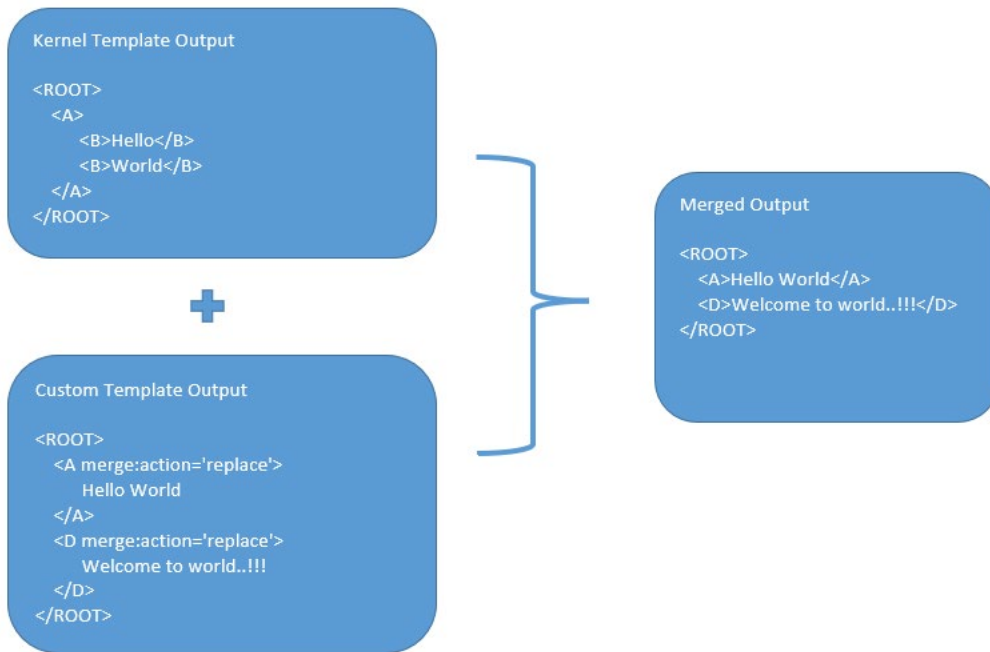 Kernel Template Output
<ROOT>
<A>
<B>Hello</B>
<B>World</B>
</A>
</ROOT>
Custom Template Output
<ROOT>
<A merge:action='replace'>
Hello World
</A>
<D merge:action='replace'>
Welcome to world..!!!
</D>
</ROOT>
Merged Output
<ROOT>
<A>Hello World</A>
<D>Welcome to world..!!!</D>
</ROOT>